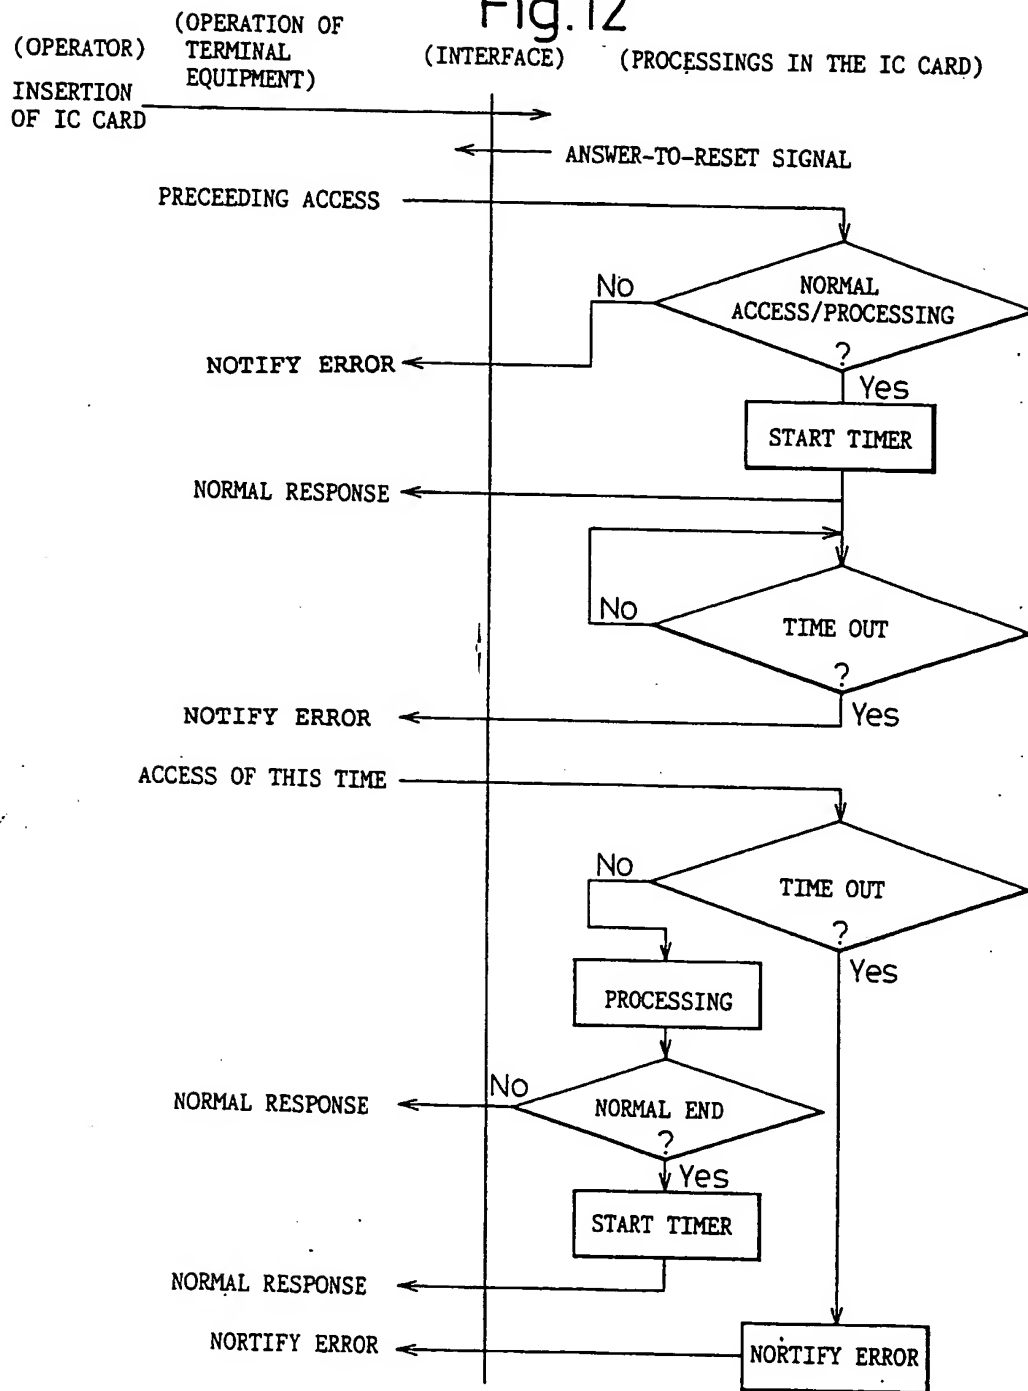 Fig.12
(OPERATOR)
(OPERATION OF
TERMINAL
EQUIPMENT)
(INTERFACE)
(PROCESSINGS IN THE IC CARD)
INSERTION
OF IC CARD
ANSWER-TO-RESET SIGNAL
PRECEEDING ACCESS
NORMAL
ACCESS/PROCESSING
?
No
NOTIFY ERROR
Yes
START TIMER
NORMAL RESPONSE
No
TIME OUT
?
Yes
NOTIFY ERROR
ACCESS OF THIS TIME
No
TIME OUT
?
Yes
PROCESSING
No
NORMAL RESPONSE
NORMAL END
?
Yes
START TIMER
NORMAL RESPONSE
NORTIFY ERROR
NORTIFY ERROR